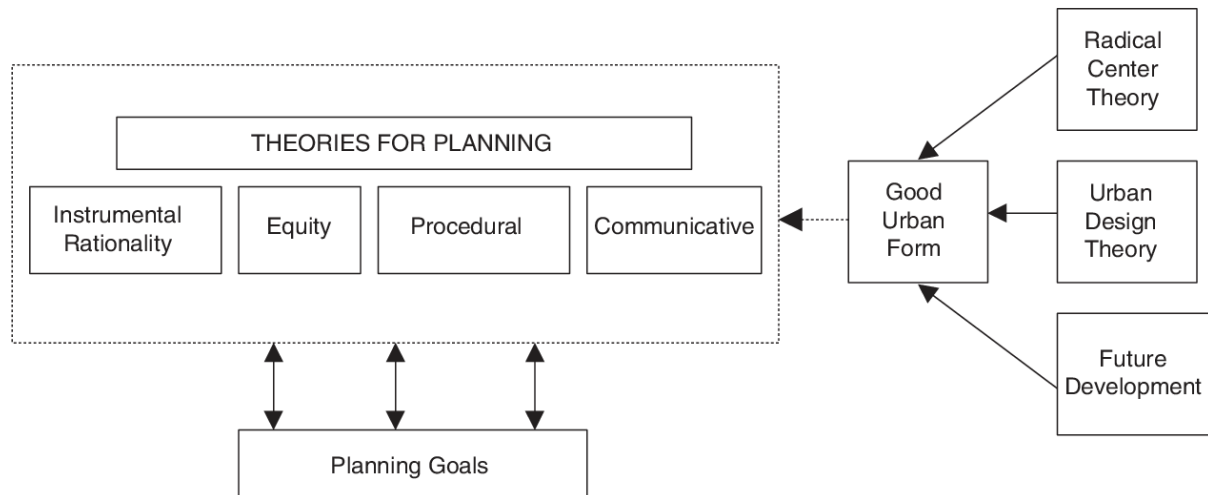 THEORIES FOR PLANNING
Instrumental
Rationality
Equity
Procedural
Communicative
Planning Goals
Good
Urban
Form
Radical
Center
Theory
Urban
Design
Theory
Future
Development